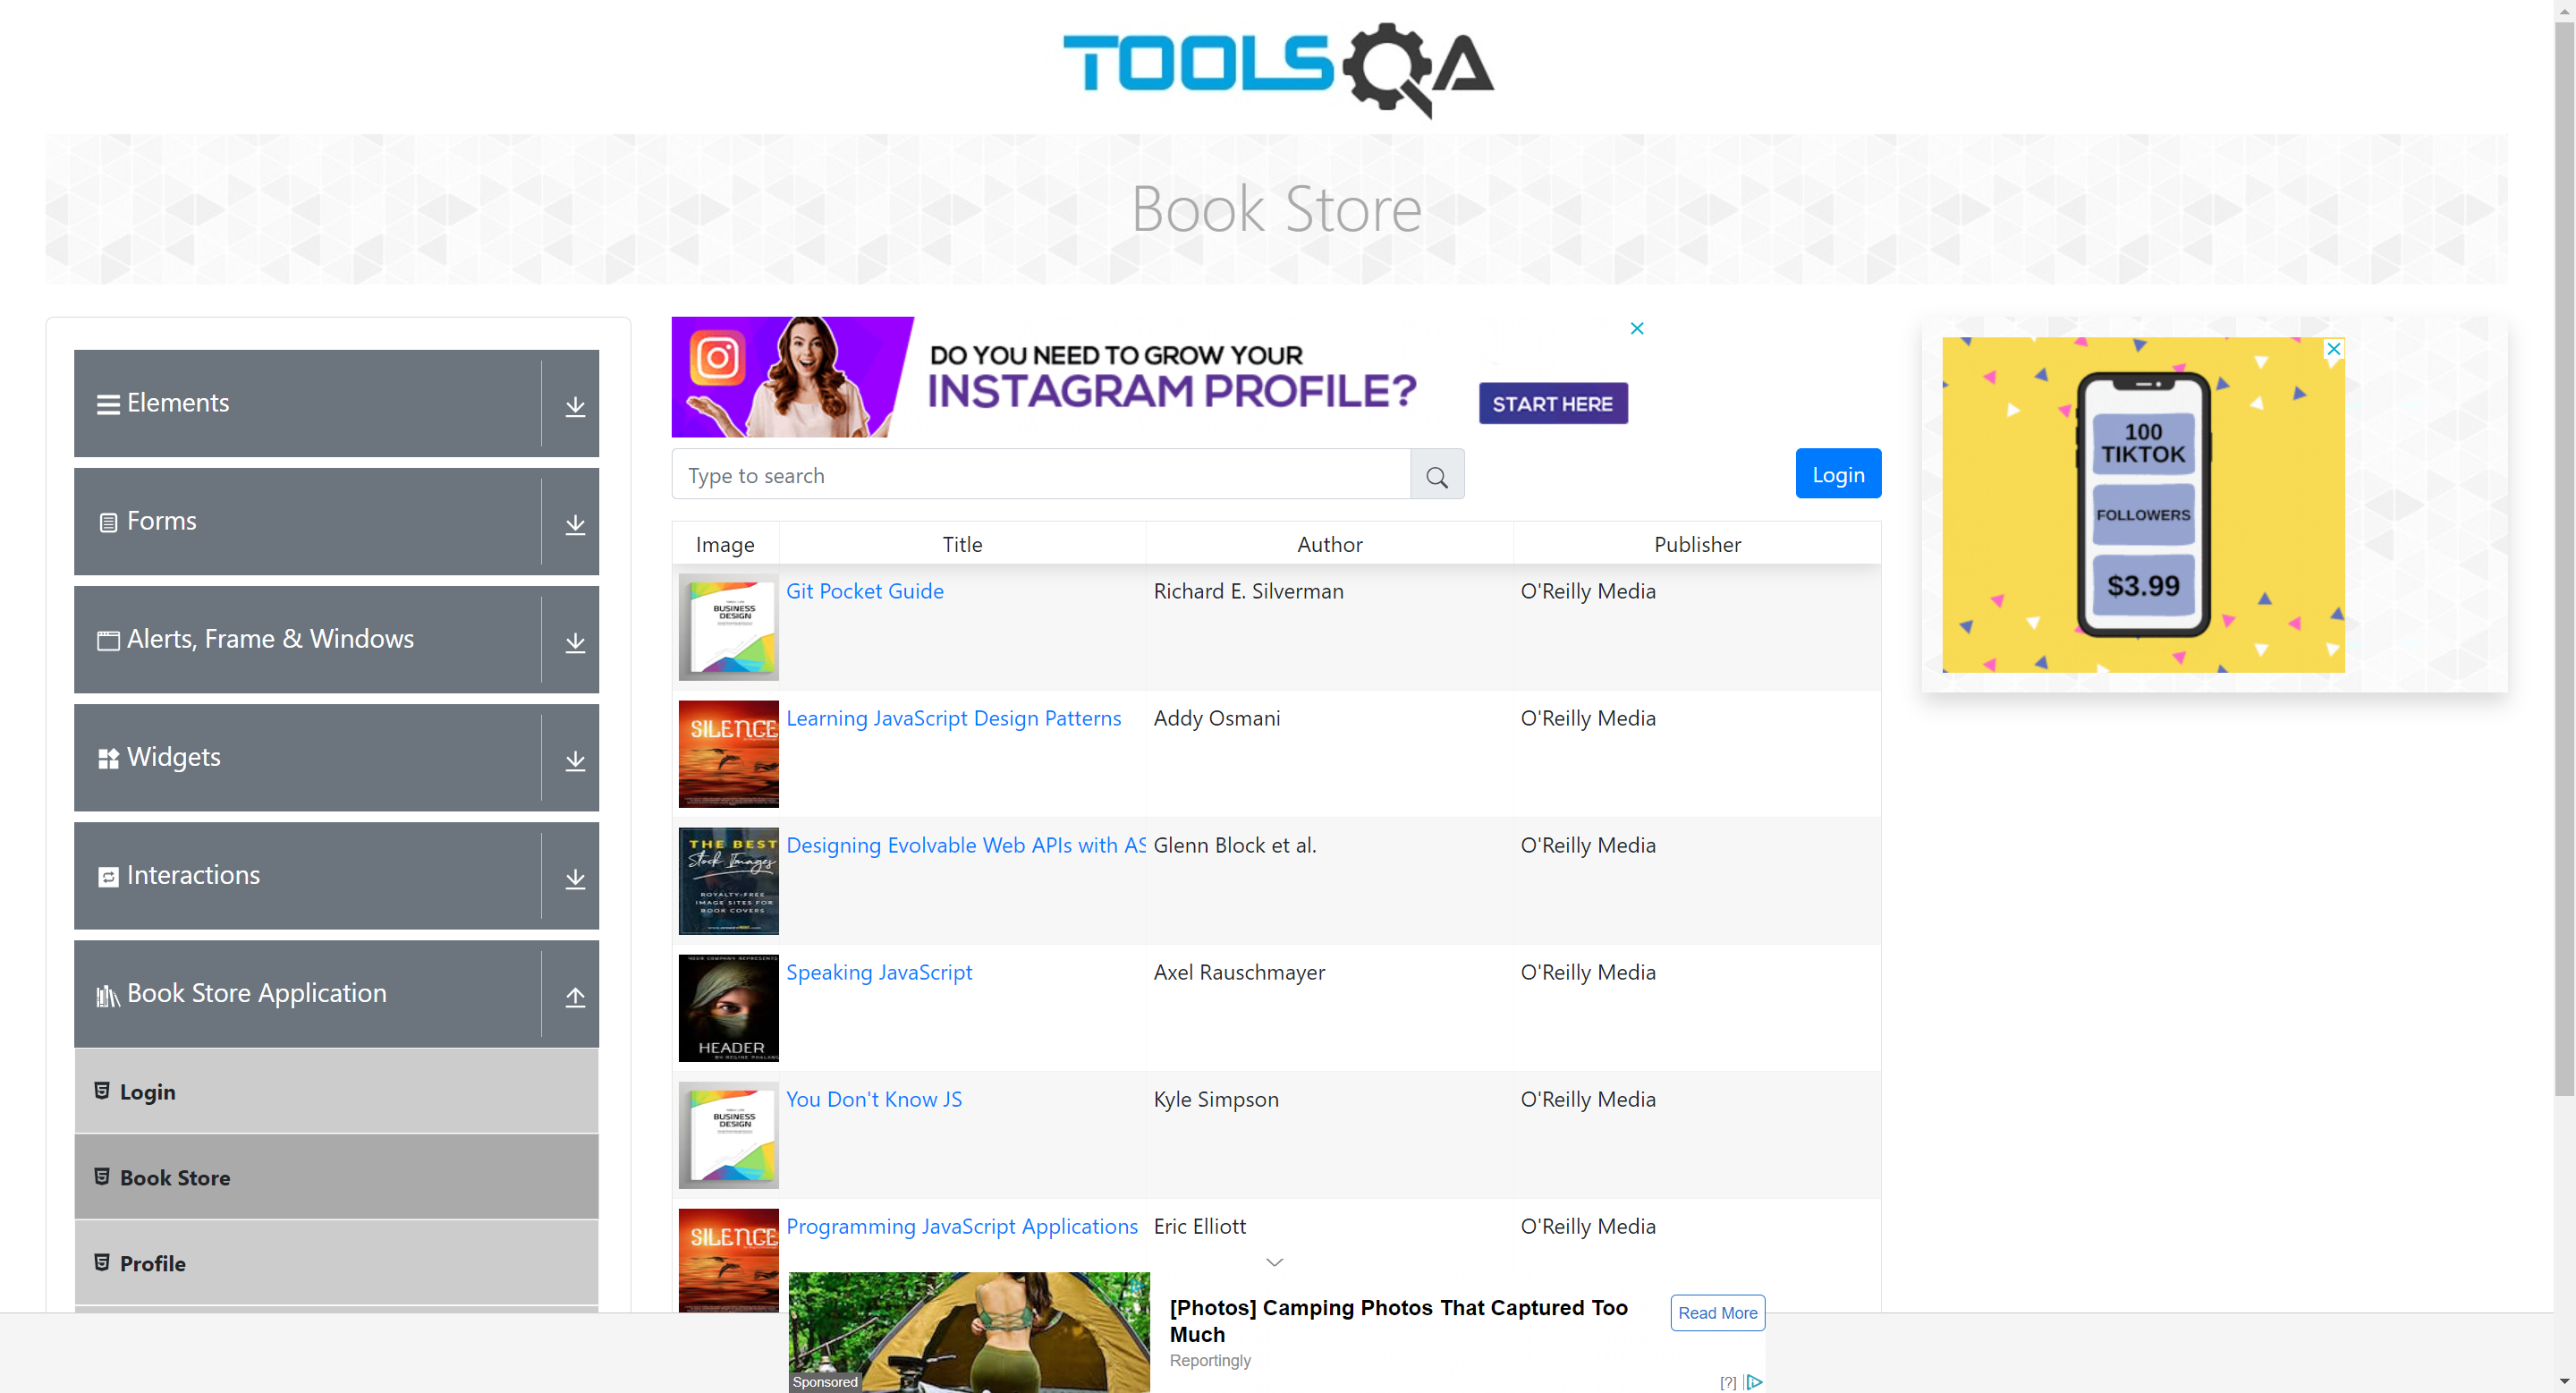 TOOLSQA
Book Store
Elements
Forms
Alerts, Frame & Windows
Widgets
Interactions
Book Store Application
Login
Book Store
Profile
DO YOU NEED TO GROW YOUR
INSTAGRAM PROFILE?
START HERE
Type to search
Login
Image Title Author Publisher
BUSINESS
DESIGN
Git Pocket Guide Richard E. Silverman O'Reilly Media
SILENCE
Learning JavaScript Design Patterns Addy Osmani O'Reilly Media
THE BEST
Stock Images
ROYALTY-FREE
IMAGE SITES FOR
BOOK COVERS
Designing Evolvable Web APIs with AS Glenn Block et al. O'Reilly Media
YOUR COMPANY REPRESENTS
HEADER
Speaking JavaScript Axel Rauschmayer O'Reilly Media
BUSINESS
DESIGN
You Don't Know JS Kyle Simpson O'Reilly Media
SILENCE
Programming JavaScript Applications Eric Elliott O'Reilly Media
100
TIKTOK
FOLLOWERS
$3.99
[Photos] Camping Photos That Captured Too
Much
Reportingly
Read More
Sponsored
[?]